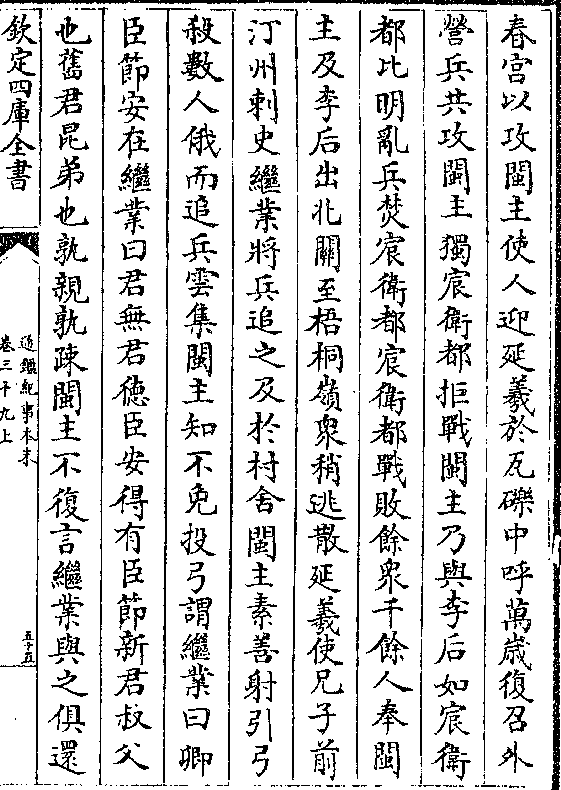 春宫以攻閩主使人迎延羲於瓦礫中呼萬歲復召外
營兵共攻閩主獨宸衛都拒戰閩主乃與李后如宸衛
都比明亂兵焚宸衛都宸衛都戰敗餘衆千餘人奉閩
主及李后出北關至梧桐嶺衆稍逃散延羲使兄子前
汀州刺史繼業將兵追之及於村舍閩主素善射引弓
殺數人俄而追兵雲集閩主知不免投弓謂繼業曰卿
臣節安在繼業曰君無君德臣安得有臣節新君叔父
也舊君昆弟也孰親孰疎閩主不復言繼業與之俱還
欽定四庫全書
通鑑紀事本末
卷三十九上
五十五